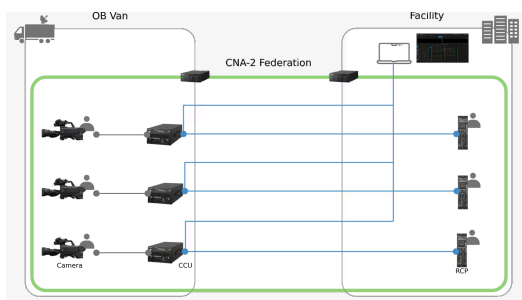 OB Van
Facility
CNA-2 Federation
Camera
CCU
RCP